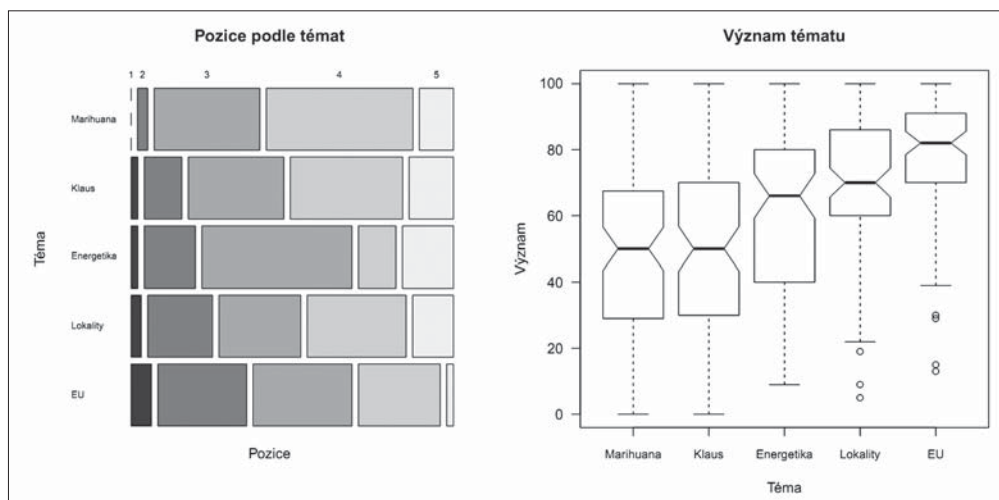 Pozice podle témat
1 2 3 4 5
Marihuana
Klaus
Energetika
Lokality
EU
Téma
Pozice
Význam tématu
100
80
60
40
20
0
Význam
Marihuana Klaus Energetika Lokality EU
Téma